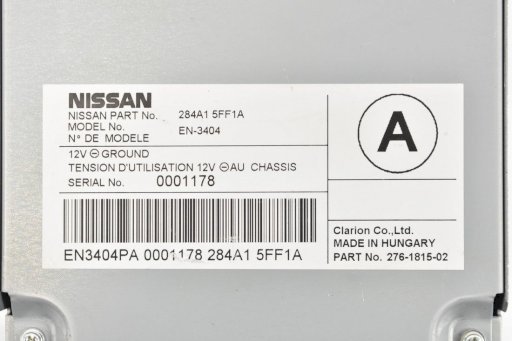 NISSAN
NISSAN PART No. 284A1 5FF1A
MODEL No.
N° DE MODELE EN-3404
12V ⊖ GROUND
TENSION D'UTILISATION 12V ⊖ AU CHASSIS
SERIAL No. 0001178
EN3404PA 0001178 284A1 5FF1A
A
Clarion Co.,Ltd.
MADE IN HUNGARY
PART No. 276-1815-02